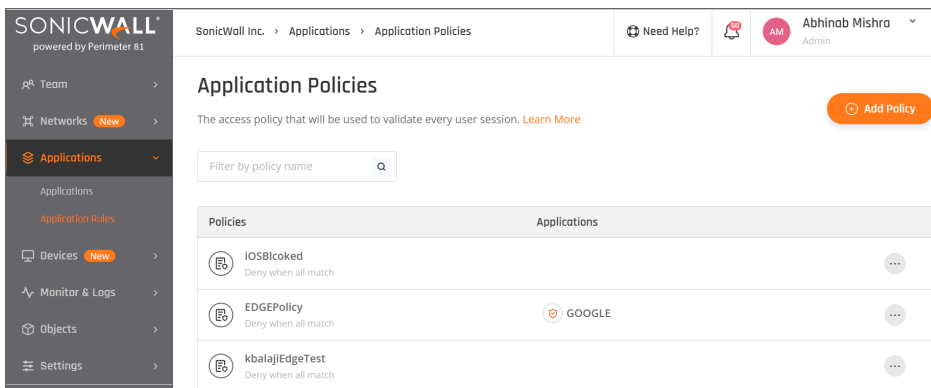 SONICWALL
powered by Perimeter 81
SonicWall Inc. > Applications > Application Policies
Need Help?
50
AM
Abhinab Mishra
Admin
Team
Networks New
Applications
Applications
Application Rules
Devices New
Monitor & Logs
Objects
Settings
Application Policies
The access policy that will be used to validate every user session. Learn More
Add Policy
Filter by policy name
Policies Applications
iOSBlcoked
Deny when all match
EDGEPolicy GOOGLE
Deny when all match
kbalajiEdgeTest
Deny when all match